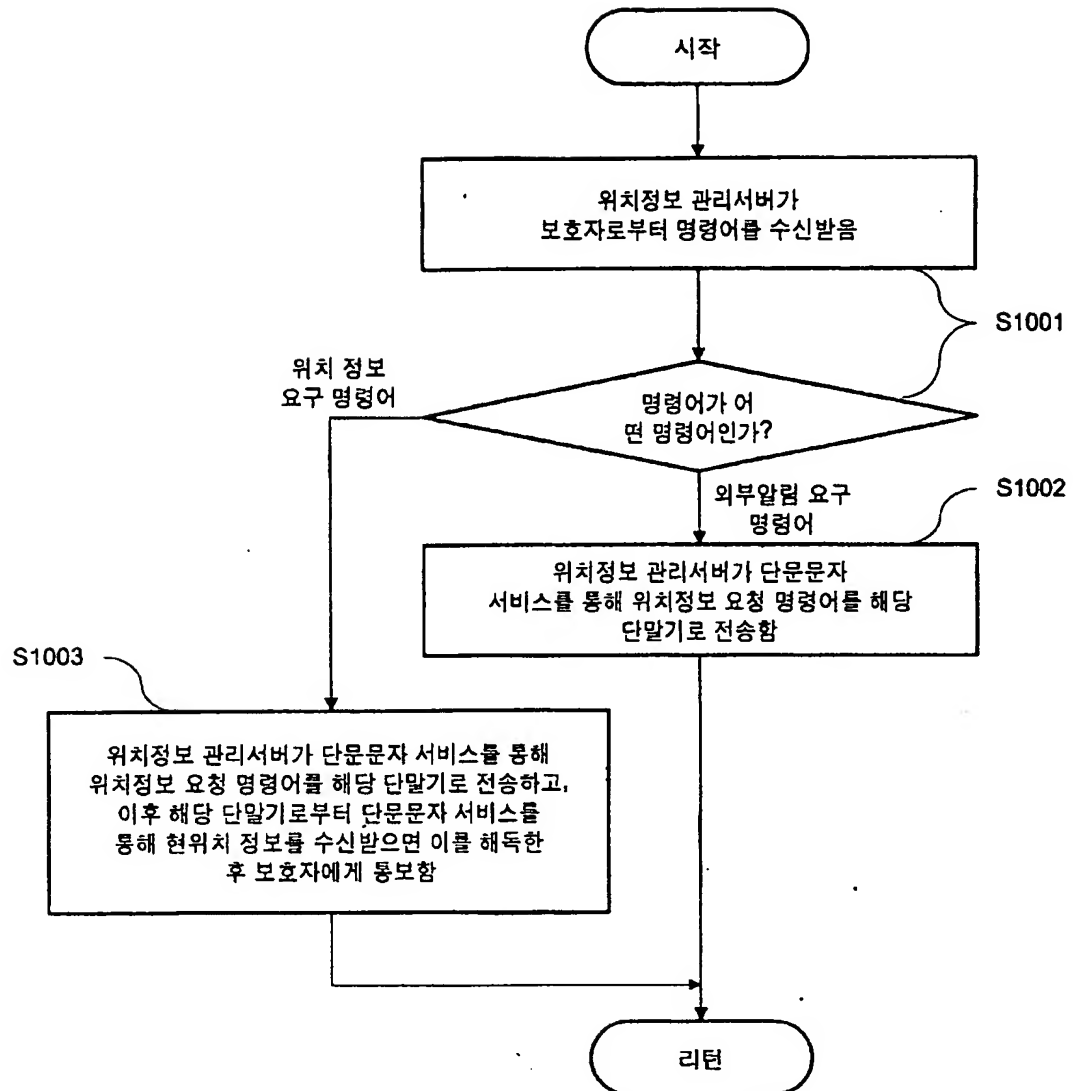 시작
위치정보 관리서버가
보호자로부터 명령어를 수신받음
S1001
위치 정보
요구 명령어
명령어가 어
떤 명령어인가?
외부알림 요구
명령어
S1002
위치정보 관리서버가 단문문자
서비스를 통해 위치정보 요청 명령어를 해당
단말기로 전송함
S1003
위치정보 관리서버가 단문문자 서비스를 통해
위치정보 요청 명령어를 해당 단말기로 전송하고,
이후 해당 단말기로부터 단문문자 서비스를
통해 현위치 정보를 수신받으면 이를 해독한
후 보호자에게 통보함
리턴